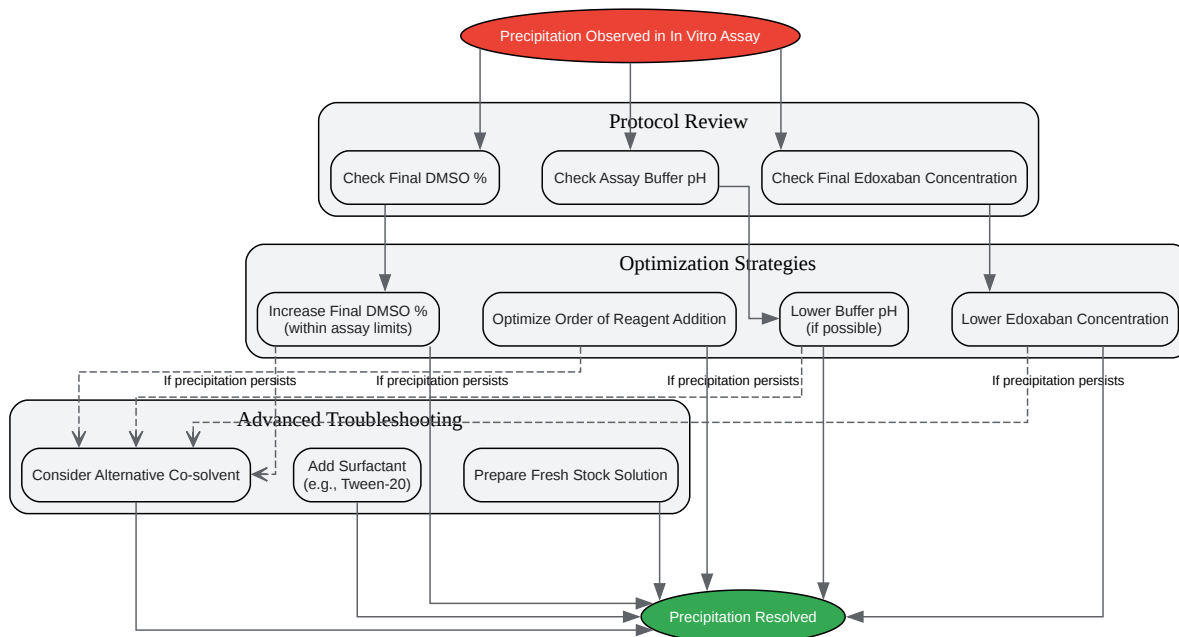 Precipitation Observed in In Vitro Assay
Protocol Review
Check Final DMSO %
Check Assay Buffer pH
Check Final Edoxaban Concentration
Optimization Strategies
Increase Final DMSO %
(within assay limits)
Optimize Order of Reagent Addition
Lower Buffer pH
(if possible)
Lower Edoxaban Concentration
If precipitation persists
If precipitation persists
If precipitation persists
If precipitation persists
Advanced Troubleshooting
Consider Alternative Co-solvent
Add Surfactant
(e.g., Tween-20)
Prepare Fresh Stock Solution
Precipitation Resolved